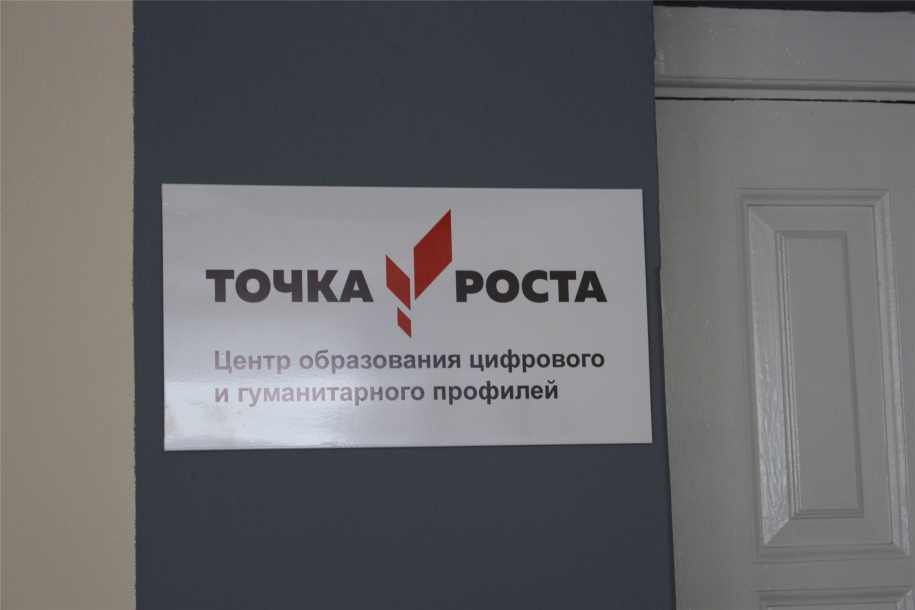 ТОЧКА РОСТА
Центр образования цифрового
и гуманитарного профилей